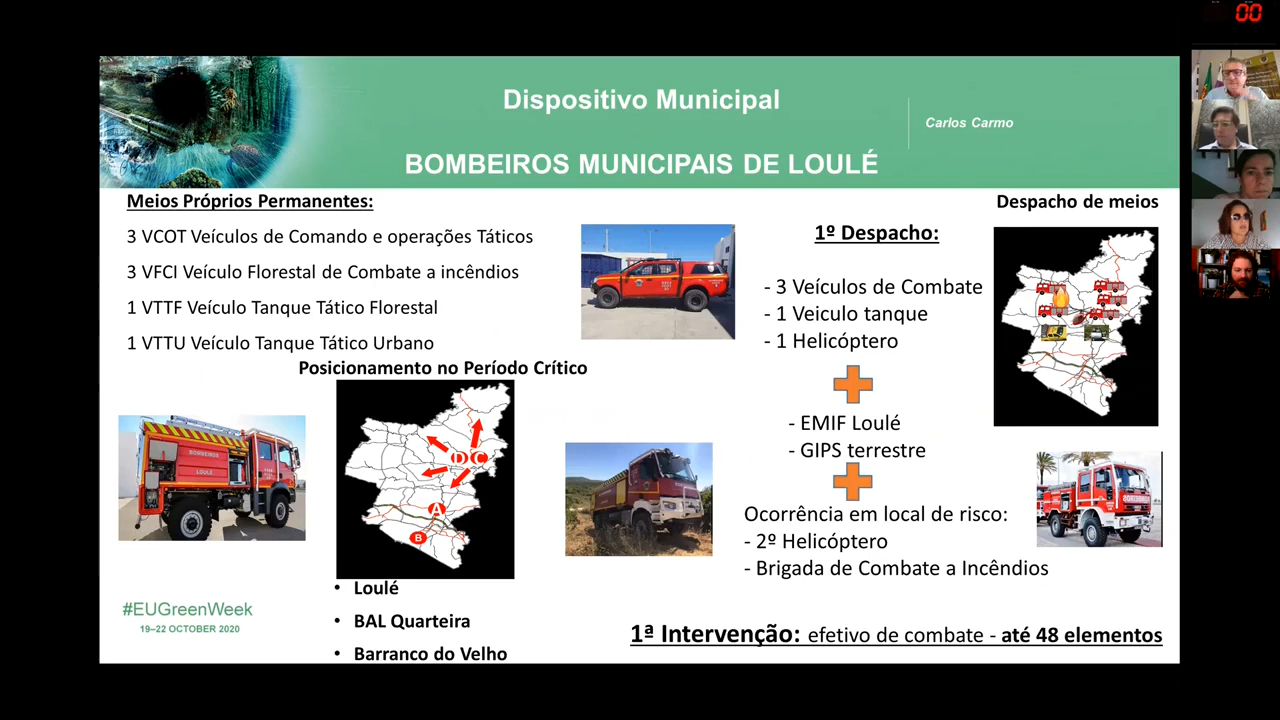 00
Dispositivo Municipal
Carlos Carmo
BOMBEIROS MUNICIPAIS DE LOULÉ
Meios Próprios Permanentes:
3 VCOT Veículos de Comando e operações Táticos
3 VFCI Veículo Florestal de Combate a incêndios
1 VTTF Veículo Tanque Tático Florestal
1 VTTU Veículo Tanque Tático Urbano
Posicionamento no Período Crítico
D C
A
B
BOMBEIROS
LOULÉ
• Loulé
• BAL Quarteira
• Barranco do Velho
#EUGreenWeek
19–22 OCTOBER 2020
1º Despacho:
- 3 Veículos de Combate
- 1 Veiculo tanque
- 1 Helicóptero
- EMIF Loulé
- GIPS terrestre
Ocorrência em local de risco:
- 2º Helicóptero
- Brigada de Combate a Incêndios
Despacho de meios
BOMBEIROS
1ª Intervenção: efetivo de combate - até 48 elementos